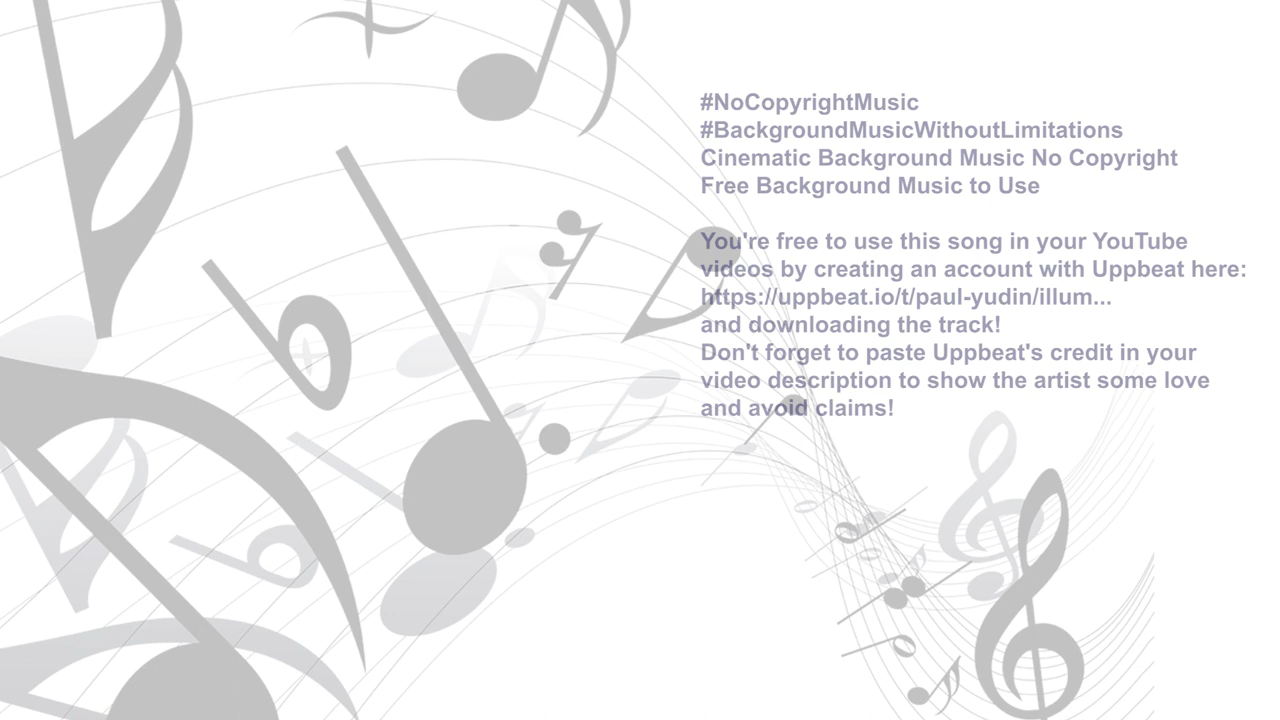 #NoCopyrightMusic
#BackgroundMusicWithoutLimitations
Cinematic Background Music No Copyright
Free Background Music to Use
You're free to use this song in your YouTube
videos by creating an account with Uppbeat here:
https://uppbeat.io/t/paul-yudin/illum...
and downloading the track!
Don't forget to paste Uppbeat's credit in your
video description to show the artist some love
and avoid claims!